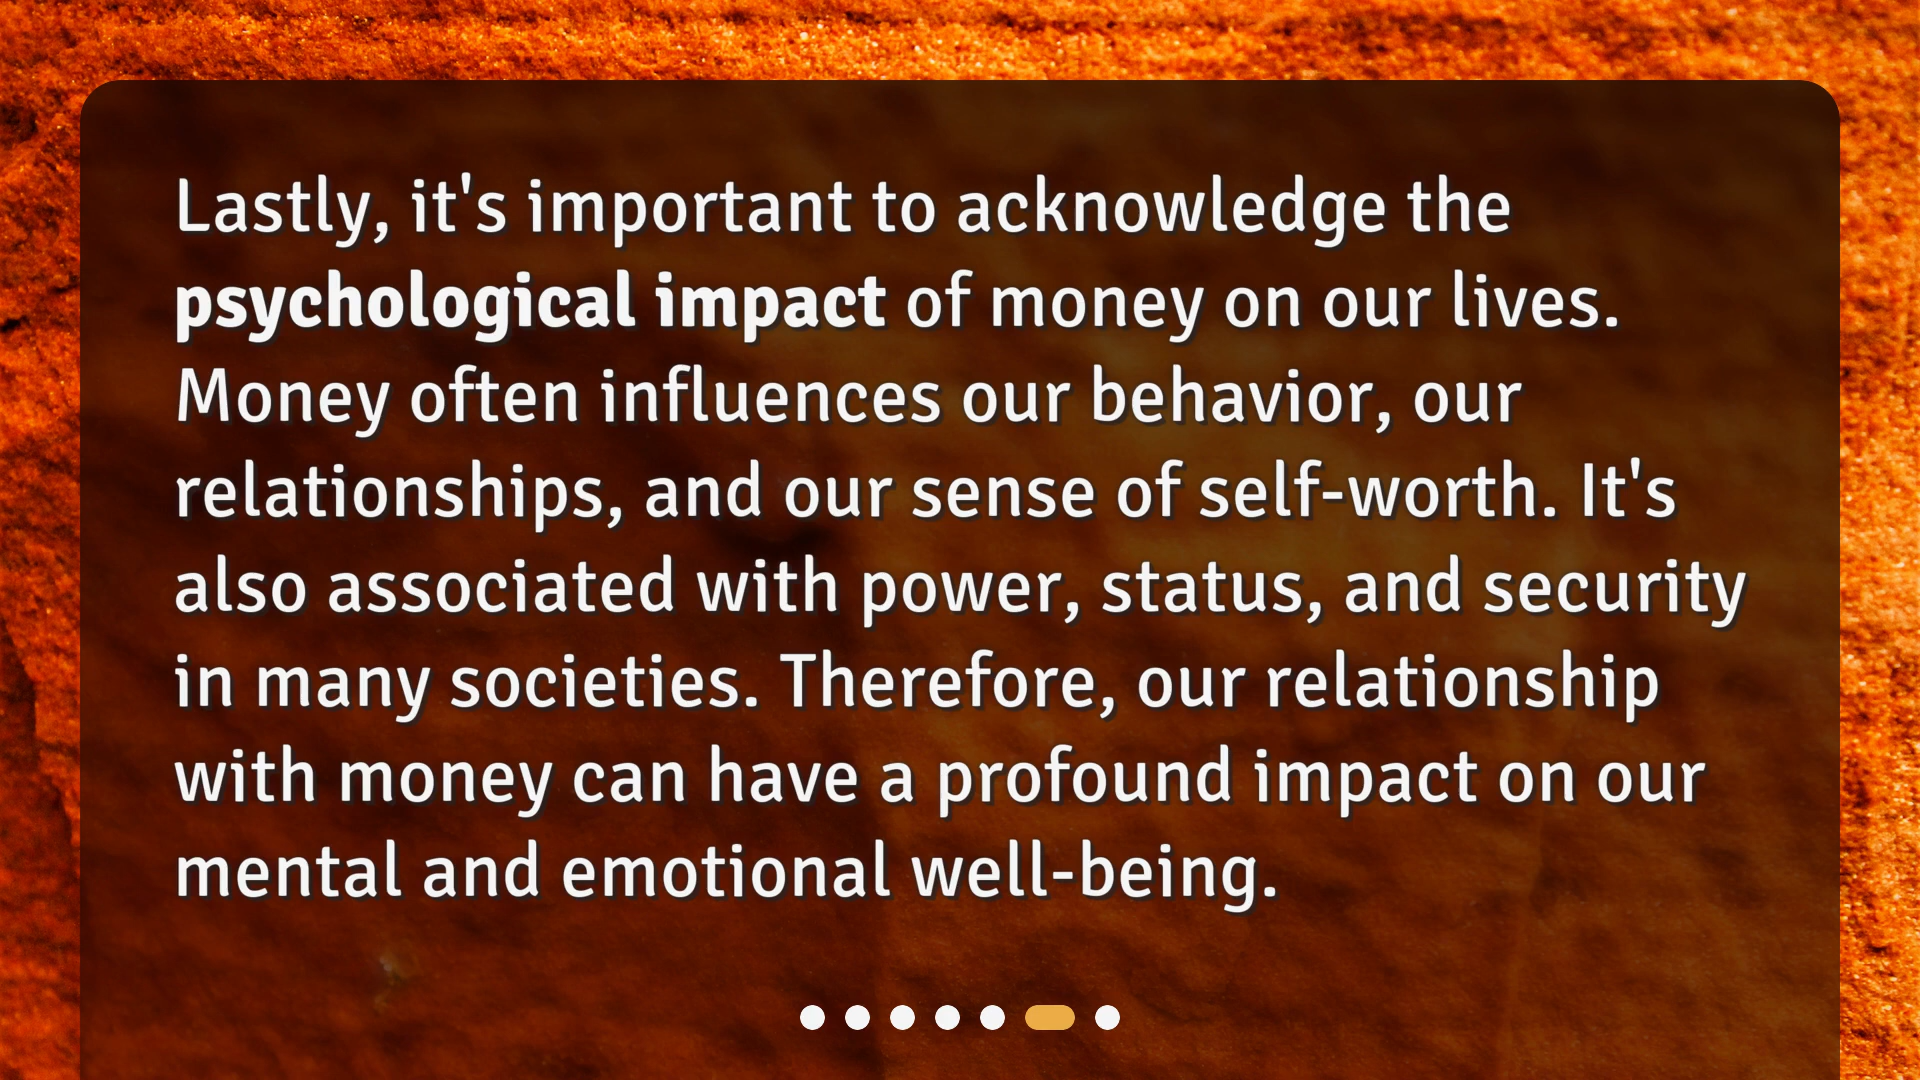 Lastly, it's important to acknowledge the
psychological impact of money on our lives.
Money often influences our behavior, our
relationships, and our sense of self-worth. It's
also associated with power, status, and security
in many societies. Therefore, our relationship
with money can have a profound impact on our
mental and emotional well-being.